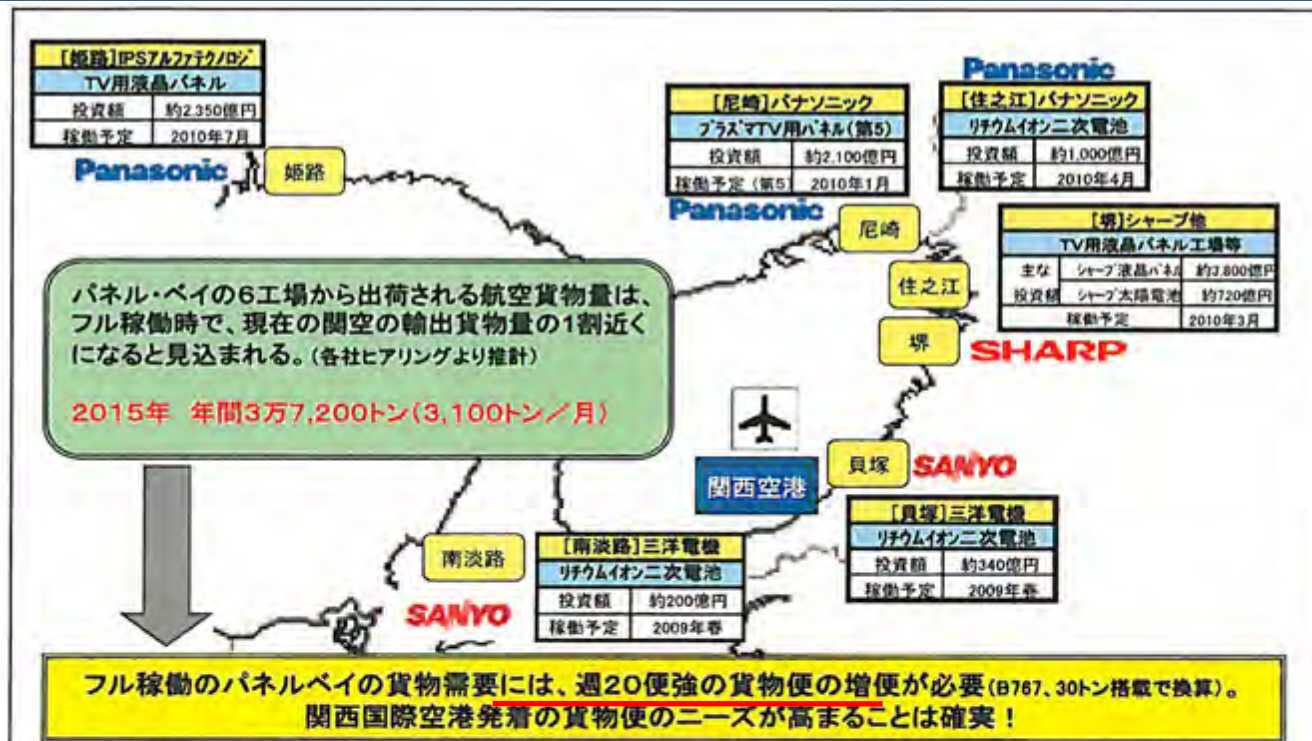 [姫路]IPSアルファテクノロジ
TV用液晶パネル
投資額 約2,350億円
稼働予定 2010年7月
Panasonic
姫路
[尼崎]パナソニック
プラズマTV用パネル(第5)
投資額 約2,100億円
稼働予定(第5) 2010年1月
Panasonic
尼崎
Panasonic
[住之江]パナソニック
リチウムイオン二次電池
投資額 約1,000億円
稼働予定 2010年4月
住之江
[堺]シャープ他
TV用液晶パネル工場等
主な投資額 シャープ液晶パネル 約3,800億円
シャープ太陽電池 約720億円
稼働予定 2010年3月
堺
SHARP
パネル・ベイの6工場から出荷される航空貨物量は、
フル稼働時で、現在の関空の輸出貨物量の1割近く
になると見込まれる。(各社ヒアリングより推計)
2015年 年間3万7,200トン(3,100トン/月)
関西空港
貝塚
SANYO
[貝塚]三洋電機
リチウムイオン二次電池
投資額 約340億円
稼働予定 2009年春
南淡路
SANYO
[南淡路]三洋電機
リチウムイオン二次電池
投資額 約200億円
稼働予定 2009年春
フル稼働のパネルベイの貨物需要には、週20便強の貨物便の増便が必要(B767、30トン搭載で換算)。
関西国際空港発着の貨物便のニーズが高まることは確実!